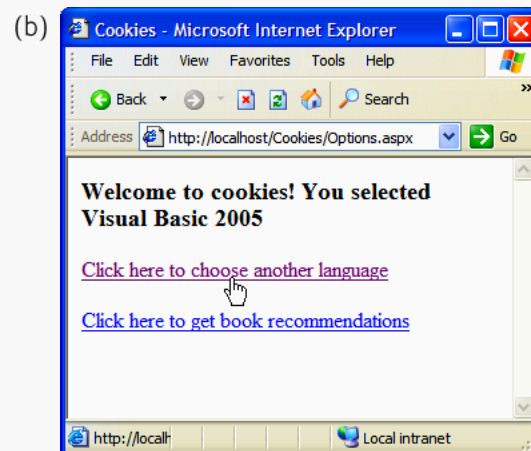 (b)
Cookies - Microsoft Internet Explorer
File Edit View Favorites Tools Help
Back Search »
Address http://localhost/Cookies/Options.aspx Go
Welcome to cookies! You selected
Visual Basic 2005
Click here to choose another language
Click here to get book recommendations
http://localh Local intranet